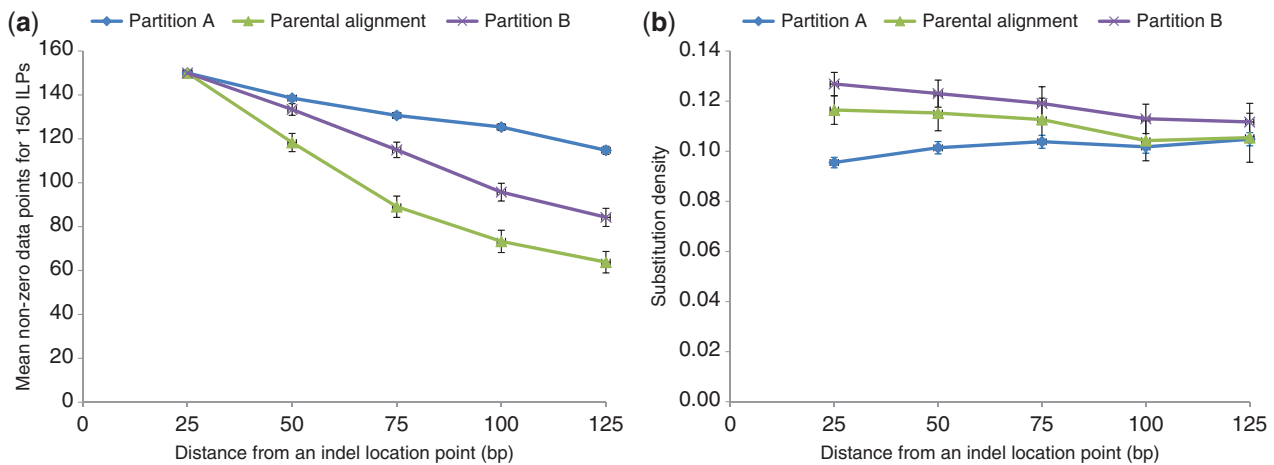 (a) Partition A Parental alignment Partition B
160
140
120
100
80
60
40
20
0
0 25 50 75 100 125
Mean non-zero data points for 150 ILPs
Distance from an indel location point (bp)
(b) Partition A Parental alignment Partition B
0.14
0.12
0.10
0.08
0.06
0.04
0.02
0.00
0 25 50 75 100 125
Substitution density
Distance from an indel location point (bp)